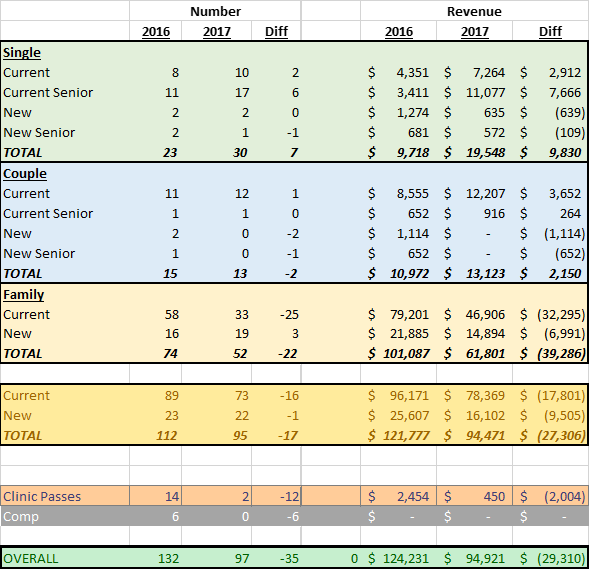 Number Revenue
2016 2017 Diff 2016 2017 Diff
Single
Current 8 10 2 $ 4,351 $ 7,264 $ 2,912
Current Senior 11 17 6 $ 3,411 $ 11,077 $ 7,666
New 2 2 0 $ 1,274 $ 635 $ (639)
New Senior 2 1 -1 $ 681 $ 572 $ (109)
TOTAL 23 30 7 $ 9,718 $ 19,548 $ 9,830
Couple
Current 11 12 1 $ 8,555 $ 12,207 $ 3,652
Current Senior 1 1 0 $ 652 $ 916 $ 264
New 2 0 -2 $ 1,114 $ - $ (1,114)
New Senior 1 0 -1 $ 652 $ - $ (652)
TOTAL 15 13 -2 $ 10,972 $ 13,123 $ 2,150
Family
Current 58 33 -25 $ 79,201 $ 46,906 $ (32,295)
New 16 19 3 $ 21,885 $ 14,894 $ (6,991)
TOTAL 74 52 -22 $ 101,087 $ 61,801 $ (39,286)
Current 89 73 -16 $ 96,171 $ 78,369 $ (17,801)
New 23 22 -1 $ 25,607 $ 16,102 $ (9,505)
TOTAL 112 95 -17 $ 121,777 $ 94,471 $ (27,306)
Clinic Passes 14 2 -12 $ 2,454 $ 450 $ (2,004)
Comp 6 0 -6 $ - $ - $ -
OVERALL 132 97 -35 0 $ 124,231 $ 94,921 $ (29,310)